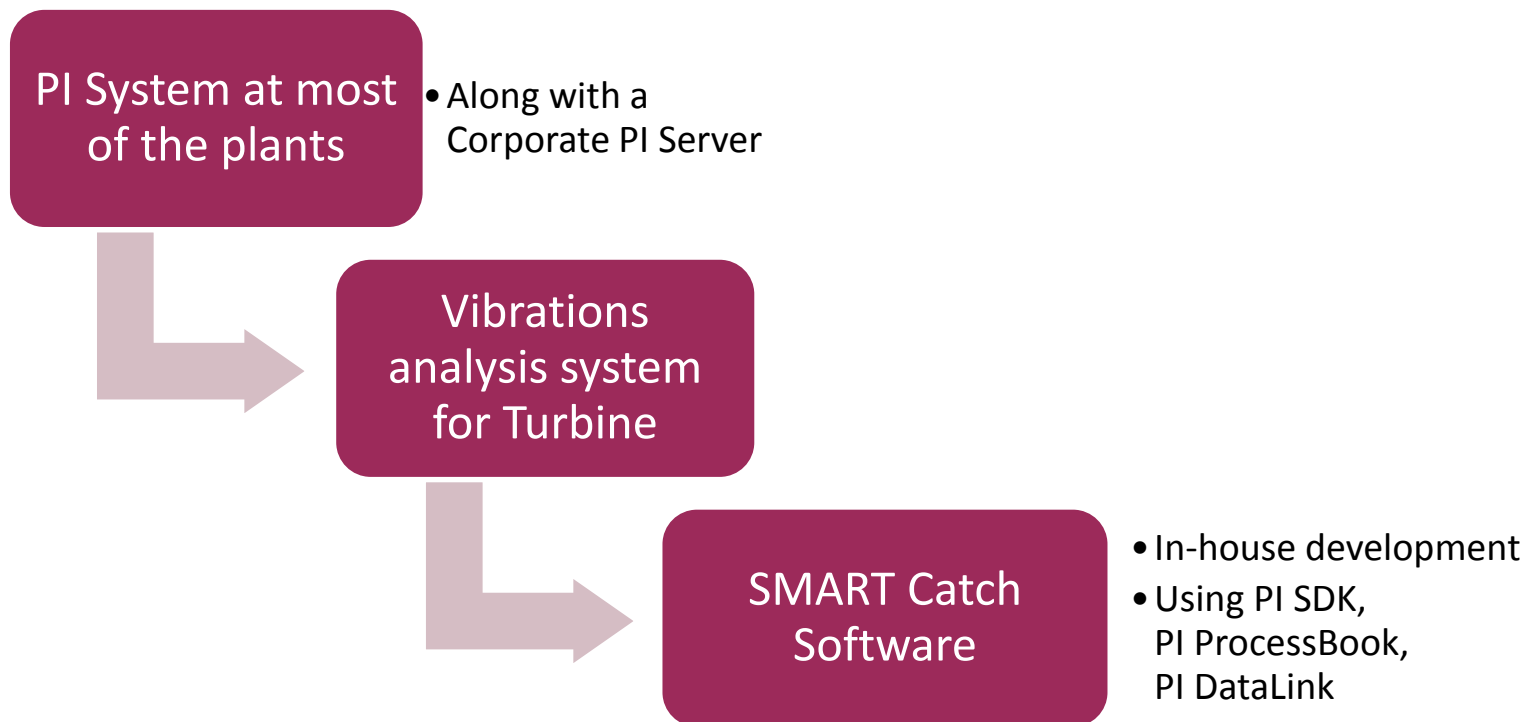 PI System at most
of the plants
• Along with a
Corporate PI Server
Vibrations
analysis system
for Turbine
SMART Catch
Software
• In-house development
• Using PI SDK,
PI ProcessBook,
PI DataLink